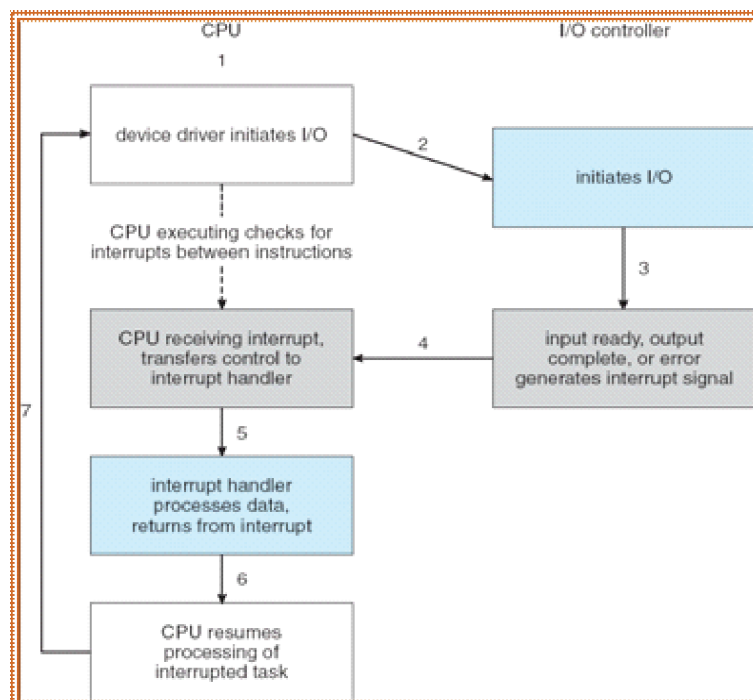 CPU
I/O controller
1
device driver initiates I/O
2
initiates I/O
CPU executing checks for
interrupts between instructions
3
CPU receiving interrupt,
transfers control to
interrupt handler
4
input ready, output
complete, or error
generates interrupt signal
7
5
interrupt handler
processes data,
returns from interrupt
6
CPU resumes
processing of
interrupted task